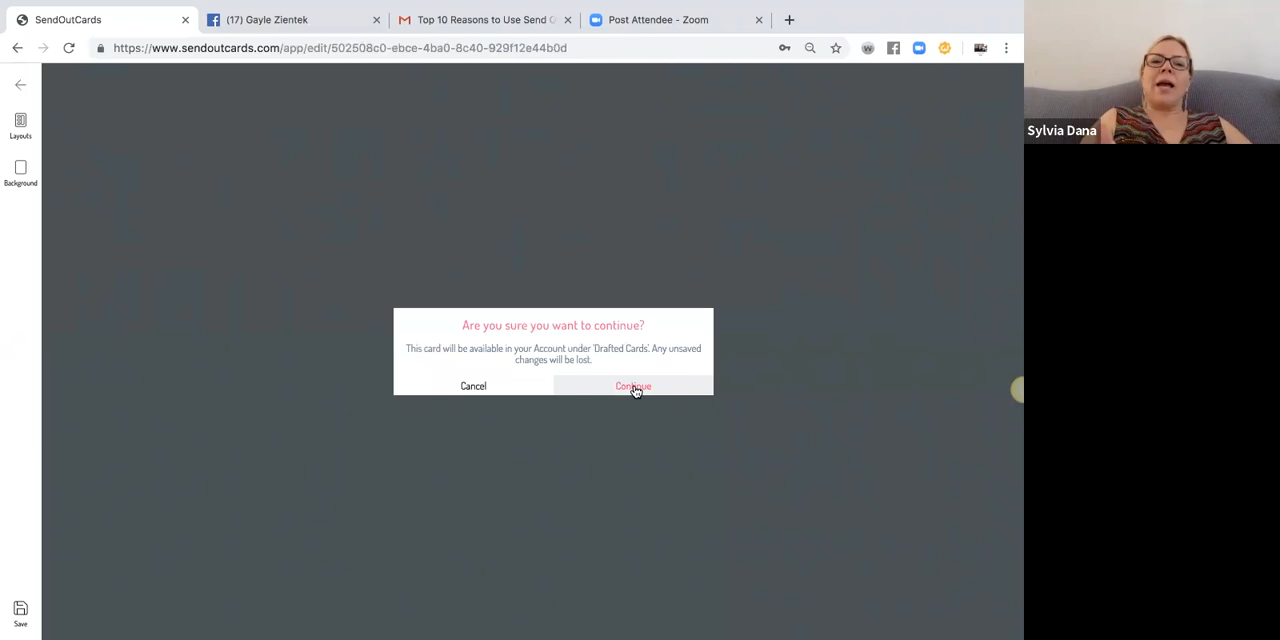 SendOutCards
(17) Gayle Zientek
Top 10 Reasons to Use Send
Post Attendee - Zoom
https://www.sendoutcards.com/app/edit/502508c0-ebce-4ba0-8c40-929f12e44b0d
Layouts
Background
Save
Are you sure you want to continue?
This card will be available in your Account under 'Drafted Cards'. Any unsaved
changes will be lost.
Cancel
Continue
Sylvia Dana